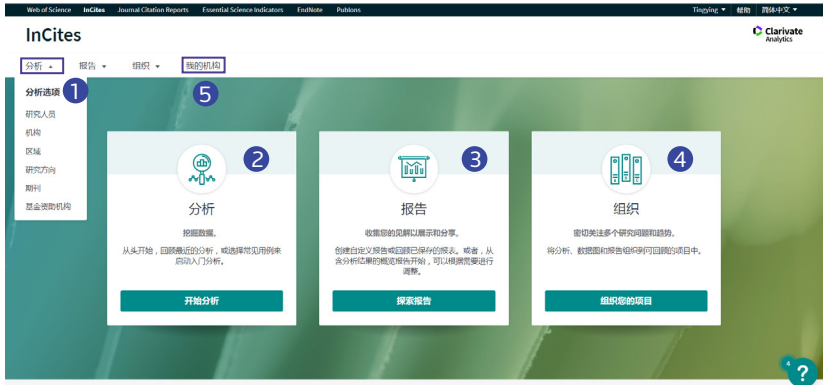 Web of Science InCites Journal Citation Reports Essential Science Indicators EndNote Publons Tingying 帮助 简体中文
InCites
Clarivate
Analytics
分析 报告 组织 我的机构
1
5
分析选项
研究人员
机构
区域
研究方向
期刊
基金资助机构
2
分析
挖掘数据。
从头开始，回顾最近的分析，或选择常见用例来
启动入门分析。
开始分析
3
报告
收集您的见解以展示和分享。
创建自定义报告或回顾已保存的报表。或者，从
含分析结果的概览报告开始，可以根据需要进行
调整。
探索报告
4
组织
密切关注多个研究问题和趋势。
将分析、数据图和报告组织到可回顾的项目中。
组织您的项目
4
?